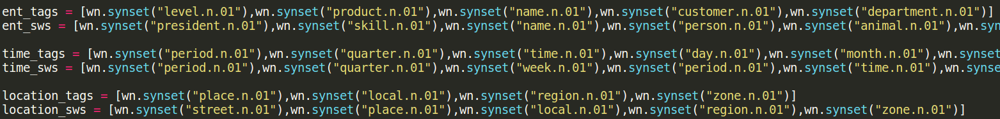 ent_tags = [wn.synset("level.n.01"),wn.synset("product.n.01"),wn.synset("name.n.01"),wn.synset("customer.n.01"),wn.synset("department.n.01")]
ent_sws = [wn.synset("president.n.01"),wn.synset("skill.n.01"),wn.synset("name.n.01"),wn.synset("person.n.01"),wn.synset("animal.n.01"),wn.syn
time_tags = [wn.synset("period.n.01"),wn.synset("quarter.n.01"),wn.synset("time.n.01"),wn.synset("day.n.01"),wn.synset("month.n.01"),wn.synset
time_sws = [wn.synset("period.n.01"),wn.synset("quarter.n.01"),wn.synset("week.n.01"),wn.synset("period.n.01"),wn.synset("time.n.01"),wn.synse
location_tags = [wn.synset("place.n.01"),wn.synset("local.n.01"),wn.synset("region.n.01"),wn.synset("zone.n.01")]
location_sws = [wn.synset("street.n.01"),wn.synset("place.n.01"),wn.synset("local.n.01"),wn.synset("region.n.01"),wn.synset("zone.n.01")]